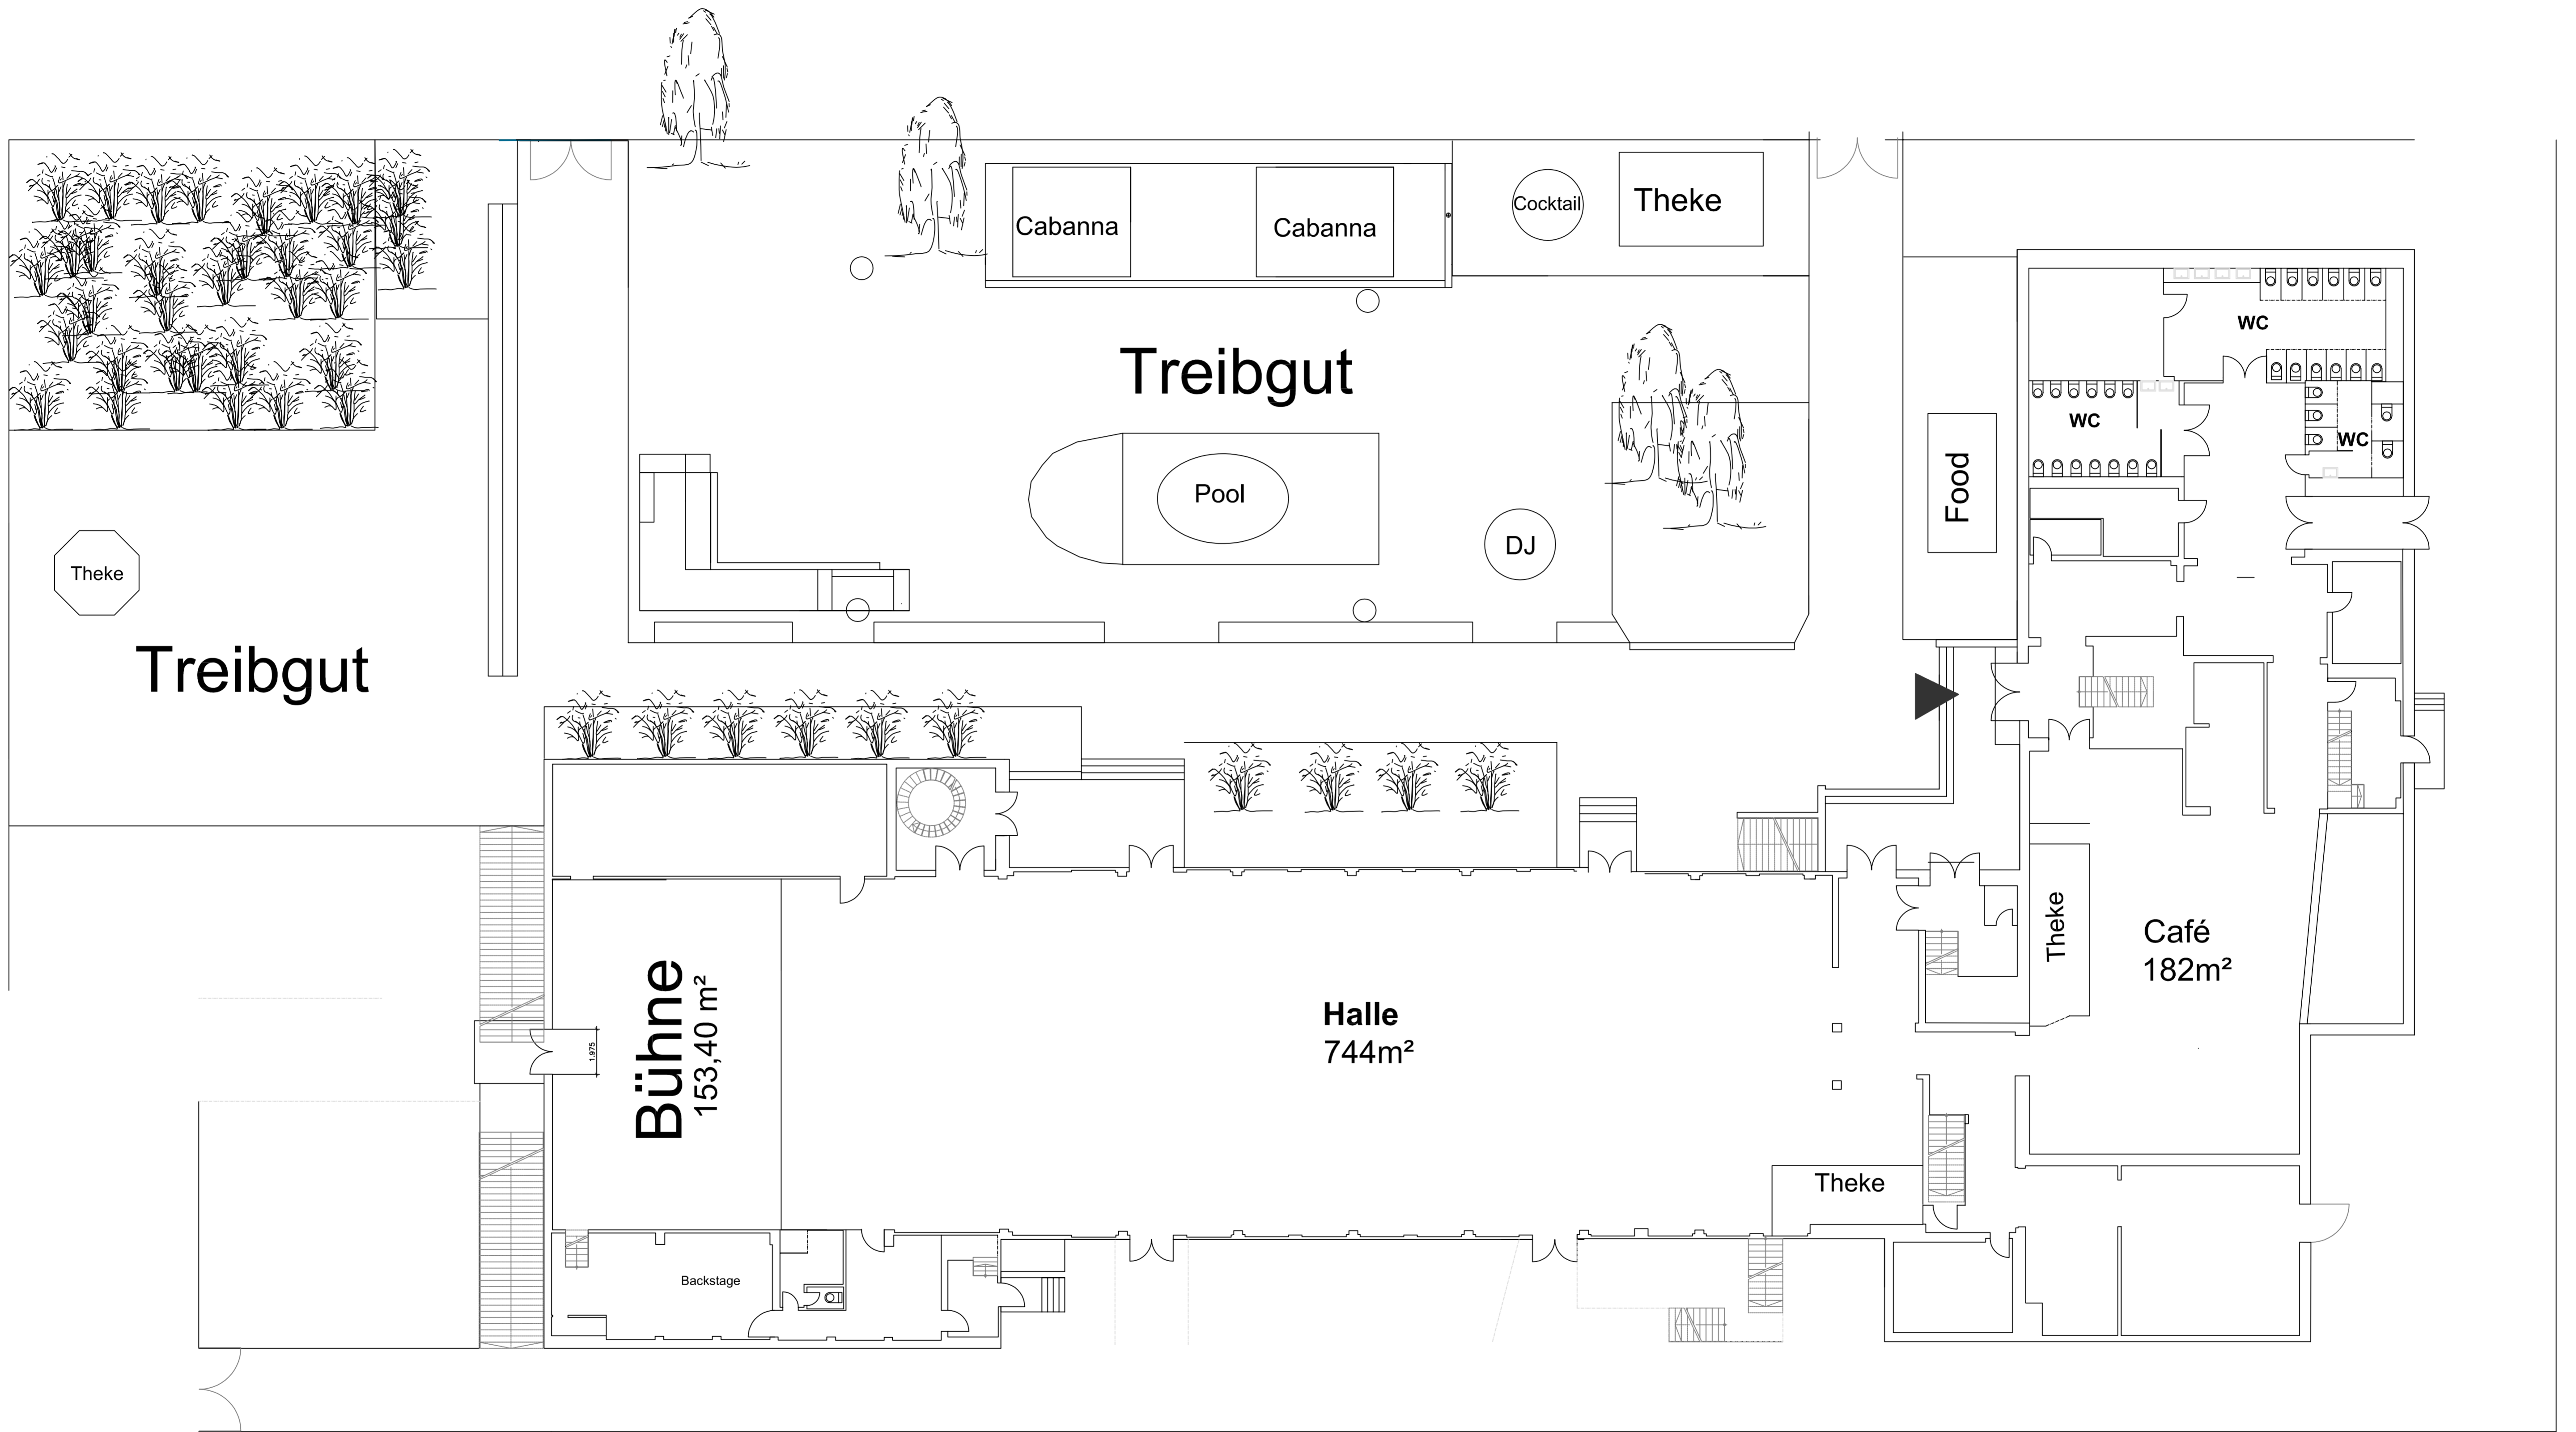 Cabanna
Cabanna
Cocktail
Theke
WC
Treibgut
WC
WC
Pool
Food
DJ
Theke
Treibgut
Theke
Café
182m²
Bühne
153,40 m²
Halle
744m²
1.975
Theke
Backstage